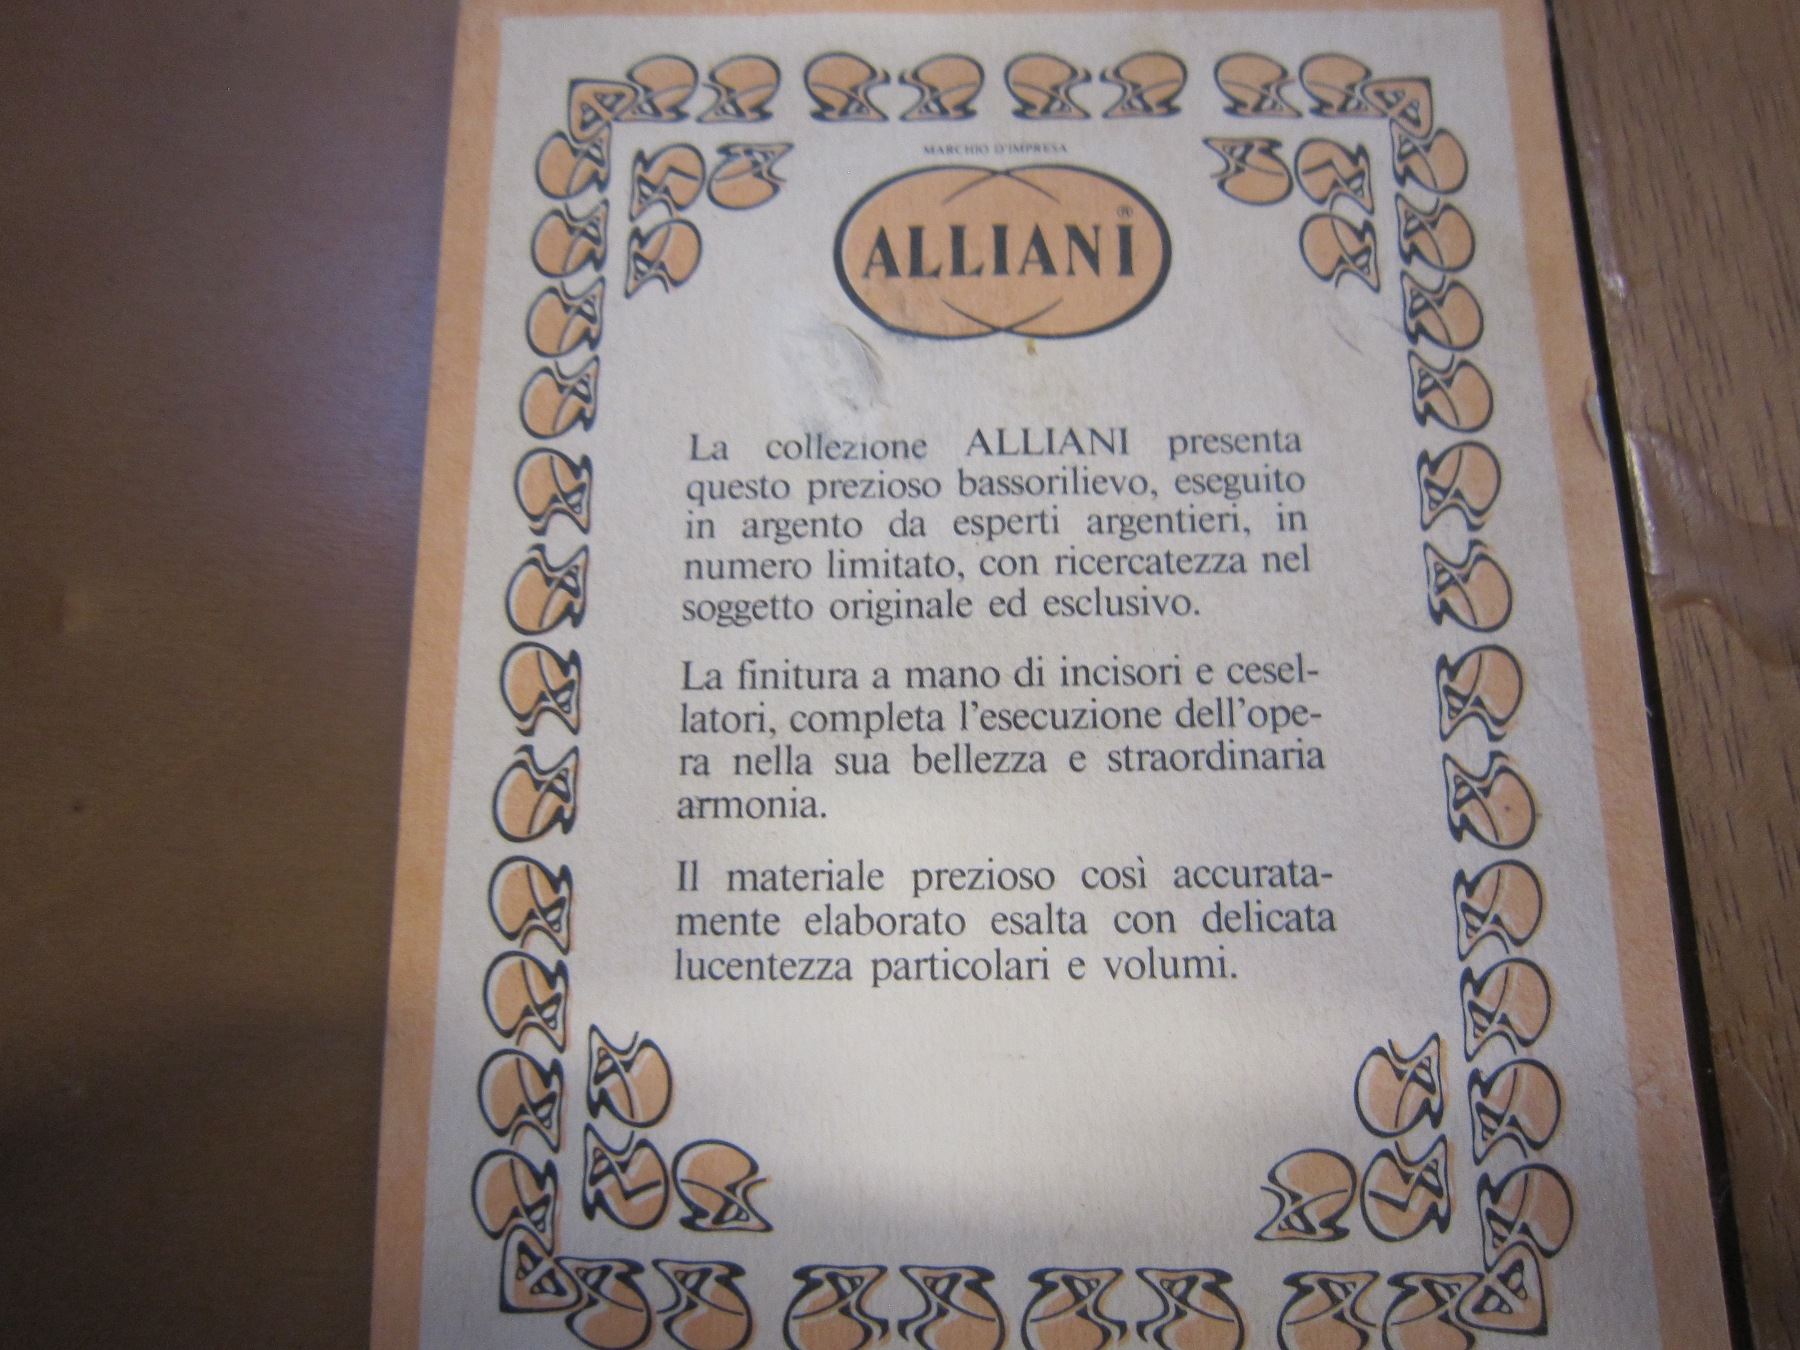 MARCHIO D'IMPRESA
ALLIANI®
La collezione ALLIANI presenta
questo prezioso bassorilievo, eseguito
in argento da esperti argentieri, in
numero limitato, con ricercatezza nel
soggetto originale ed esclusivo.
La finitura a mano di incisori e cesel-
latori, completa l'esecuzione dell'ope-
ra nella sua bellezza e straordinaria
armonia.
Il materiale prezioso così accurata-
mente elaborato esalta con delicata
lucentezza particolari e volumi.